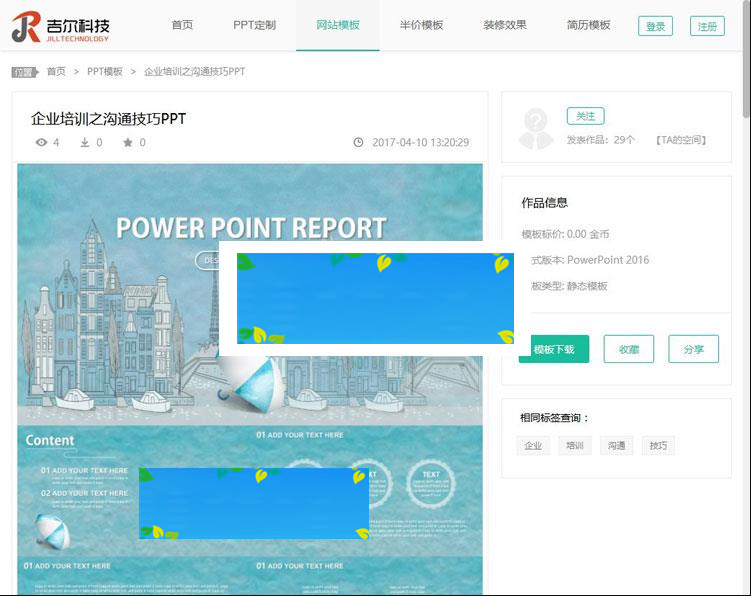 吉尔科技
JILLTECHNOLOGY
首页
PPT定制
网站模板
半价模板
装修效果
简历模板
登录
注册
位置
首页 > PPT模板 > 企业培训之沟通技巧PPT
企业培训之沟通技巧PPT
4 0 0
2017-04-10 13:20:29
POWER POINT REPORT
Content
01 ADD YOUR TEXT HERE
01 ADD YOUR TEXT HERE
02 ADD YOUR TEXT HERE
TEXT
01 ADD YOUR TEXT HERE
01 ADD YOUR TEXT HERE
关注
发表作品：29个 【TA的空间】
作品信息
模板标价: 0.00 金币
式版本: PowerPoint 2016
板类型: 静态模板
模板下载
收藏
分享
相同标签查询：
企业
培训
沟通
技巧